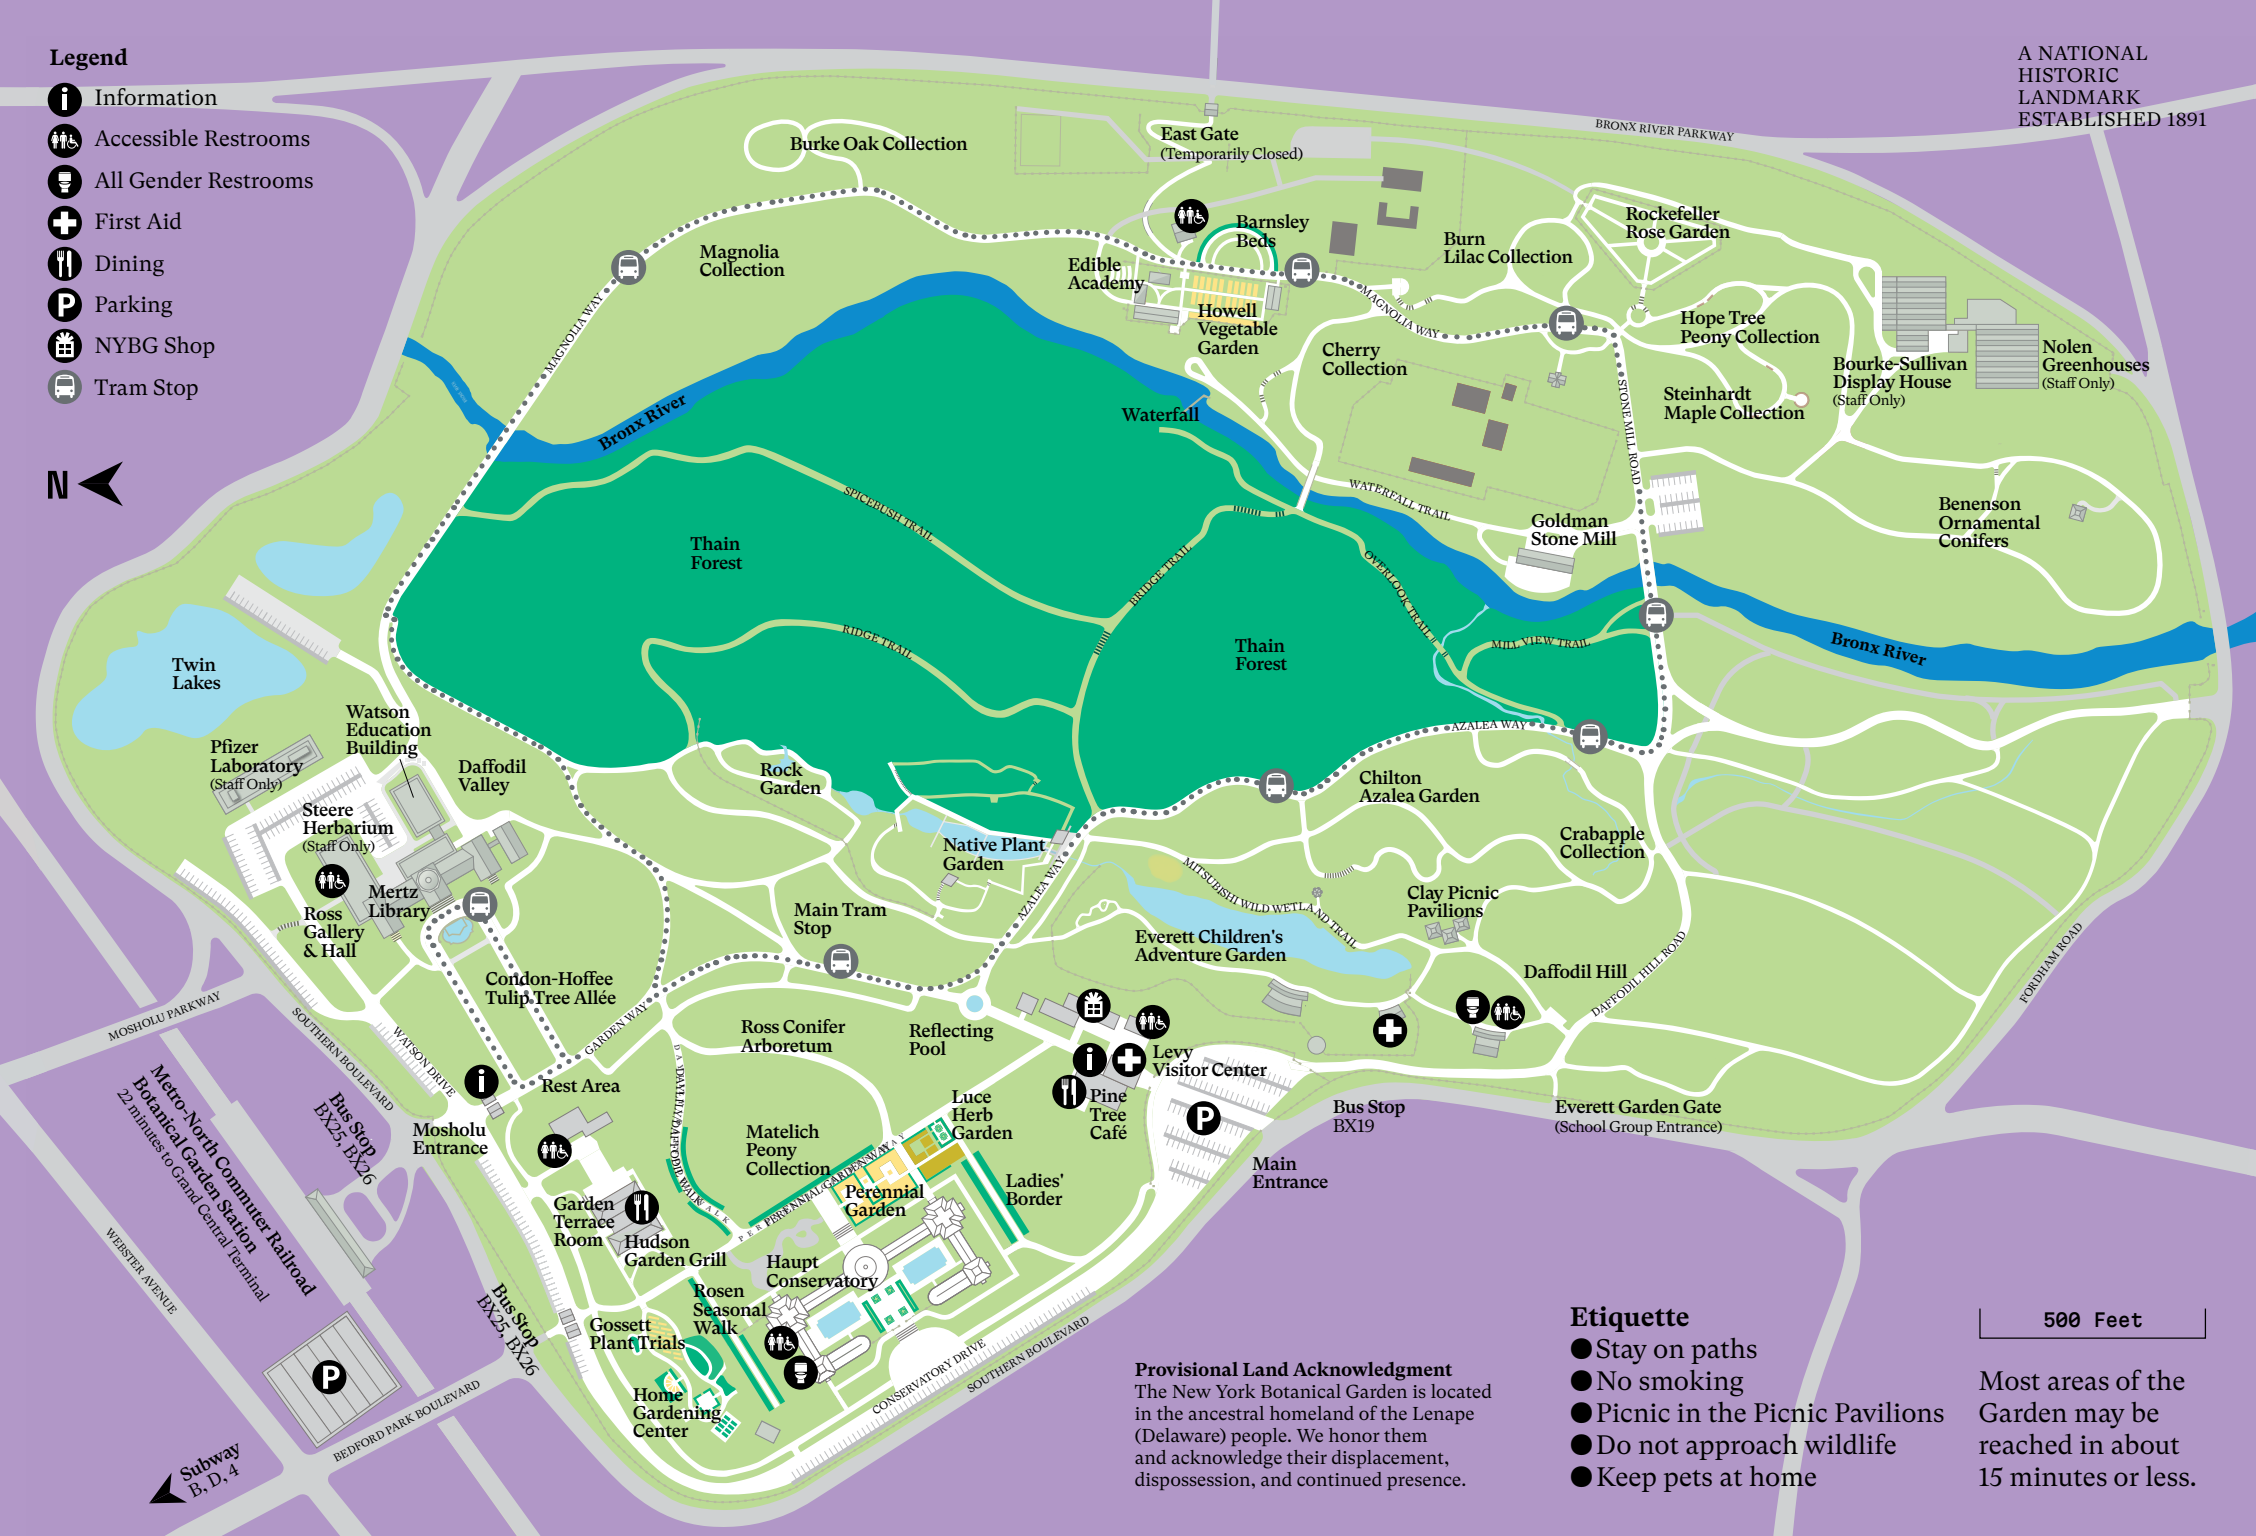 Legend
Information
Accessible Restrooms
All Gender Restrooms
First Aid
Dining
P
Parking
NYBG Shop
Tram Stop
A NATIONAL
HISTORIC
LANDMARK
ESTABLISHED 1891
BRONX RIVER PARKWAY
N
Burke Oak Collection
East Gate
(Temporarily Closed)
Magnolia
Collection
MAGNOLIA WAY
Barnsley
Beds
Edible
Academy
Howell
Vegetable
Garden
Burn
Lilac Collection
Rockefeller
Rose Garden
MAGNOLIA WAY
Cherry
Collection
Hope Tree
Peony Collection
Steinhardt
Maple Collection
Bourke-Sullivan
Display House
(Staff Only)
Nolen
Greenhouses
(Staff Only)
STONE MILL ROAD
Bronx River
Waterfall
WATERFALL TRAIL
Goldman
Stone Mill
Benenson
Ornamental
Conifers
SPICEBUSH TRAIL
Thain
Forest
BRIDGE TRAIL
OVERLOOK TRAIL
RIDGE TRAIL
Thain
Forest
MILL VIEW TRAIL
Bronx River
AZALEA WAY
Twin
Lakes
Watson
Education
Building
Pfizer
Laboratory
(Staff Only)
Daffodil
Valley
Steere
Herbarium
(Staff Only)
Mertz
Library
Ross
Gallery
& Hall
Rock
Garden
Native Plant
Garden
AZALEA WAY
Chilton
Azalea Garden
Crabapple
Collection
MITSUBISHI WILD WETLAND TRAIL
Clay Picnic
Pavilions
Main Tram
Stop
Everett Children's
Adventure Garden
Daffodil Hill
DAFFODIL HILL ROAD
FORDHAM ROAD
Condon-Hoffee
Tulip Tree Allée
GARDEN WAY
Ross Conifer
Arboretum
Reflecting
Pool
Levy
Visitor Center
Pine
Tree
Café
P
Bus Stop
BX19
Everett Garden Gate
(School Group Entrance)
Main
Entrance
MOSHOLU PARKWAY
SOUTHERN BOULEVARD
WATSON DRIVE
Rest Area
Mosholu
Entrance
Bus Stop
BX25, BX26
Metro-North Commuter Railroad
Botanical Garden Station
22 minutes to Grand Central Terminal
WEBSTER AVENUE
DAFFODIL WALK
Matelich
Peony
Collection
Luce
Herb
Garden
Ladies'
Border
PERENNIAL GARDEN WAY
Perennial
Garden
Garden
Terrace
Room
Hudson
Garden Grill
Haupt
Conservatory
Rosen
Seasonal
Walk
Gossett
Plant Trials
Home
Gardening
Center
Bus Stop
BX25, BX26
P
BEDFORD PARK BOULEVARD
Subway
B, D, 4
CONSERVATORY DRIVE
SOUTHERN BOULEVARD
Provisional Land Acknowledgment
The New York Botanical Garden is located
in the ancestral homeland of the Lenape
(Delaware) people. We honor them
and acknowledge their displacement,
dispossession, and continued presence.
Etiquette
Stay on paths
No smoking
Picnic in the Picnic Pavilions
Do not approach wildlife
Keep pets at home
500 Feet
Most areas of the
Garden may be
reached in about
15 minutes or less.